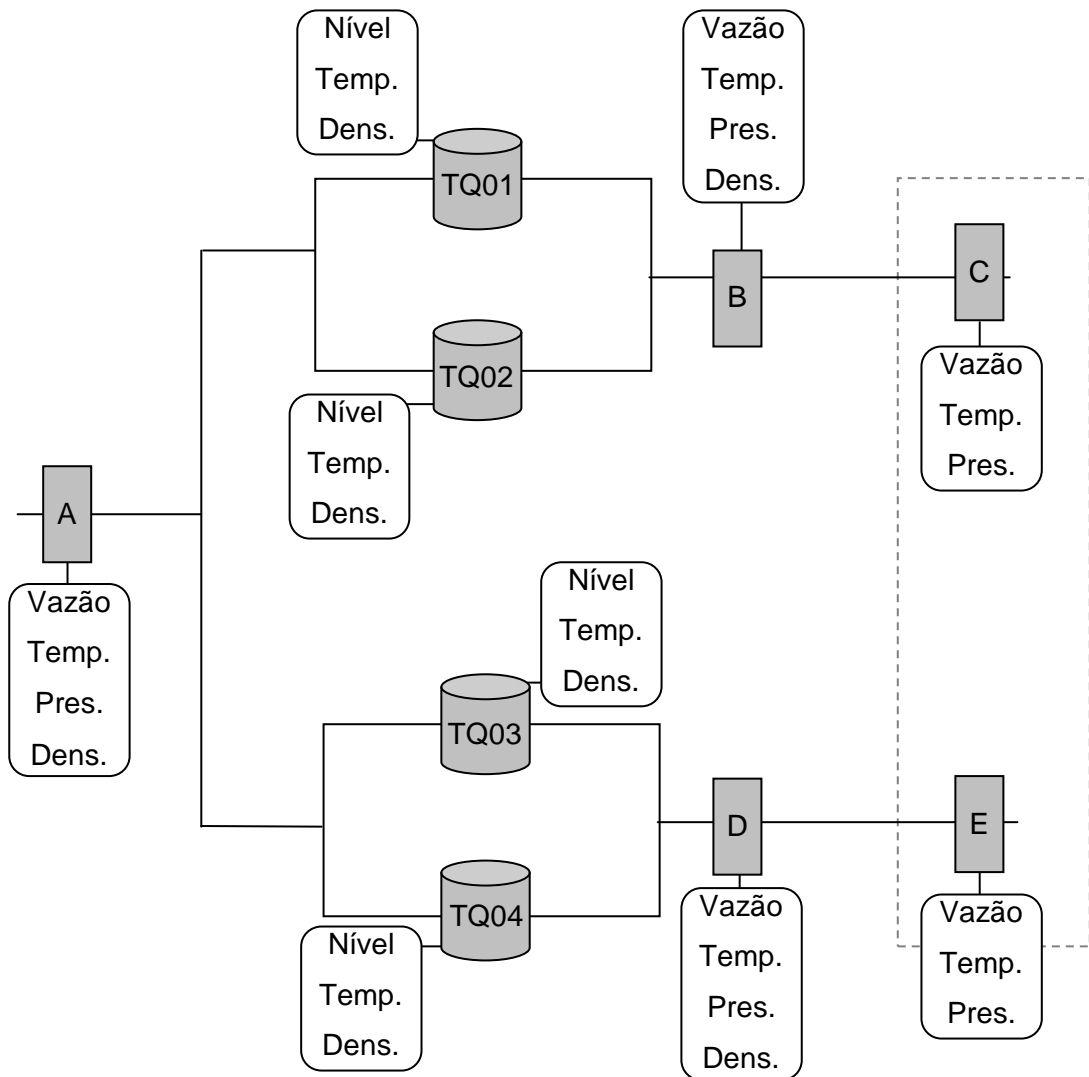 Nível
Temp.
Dens.
TQ01
Vazão
Temp.
Pres.
Dens.
B
C
Vazão
Temp.
Pres.
TQ02
Nível
Temp.
Dens.
A
Vazão
Temp.
Pres.
Dens.
Nível
Temp.
Dens.
TQ03
D
Vazão
Temp.
Pres.
Dens.
E
Vazão
Temp.
Pres.
TQ04
Nível
Temp.
Dens.